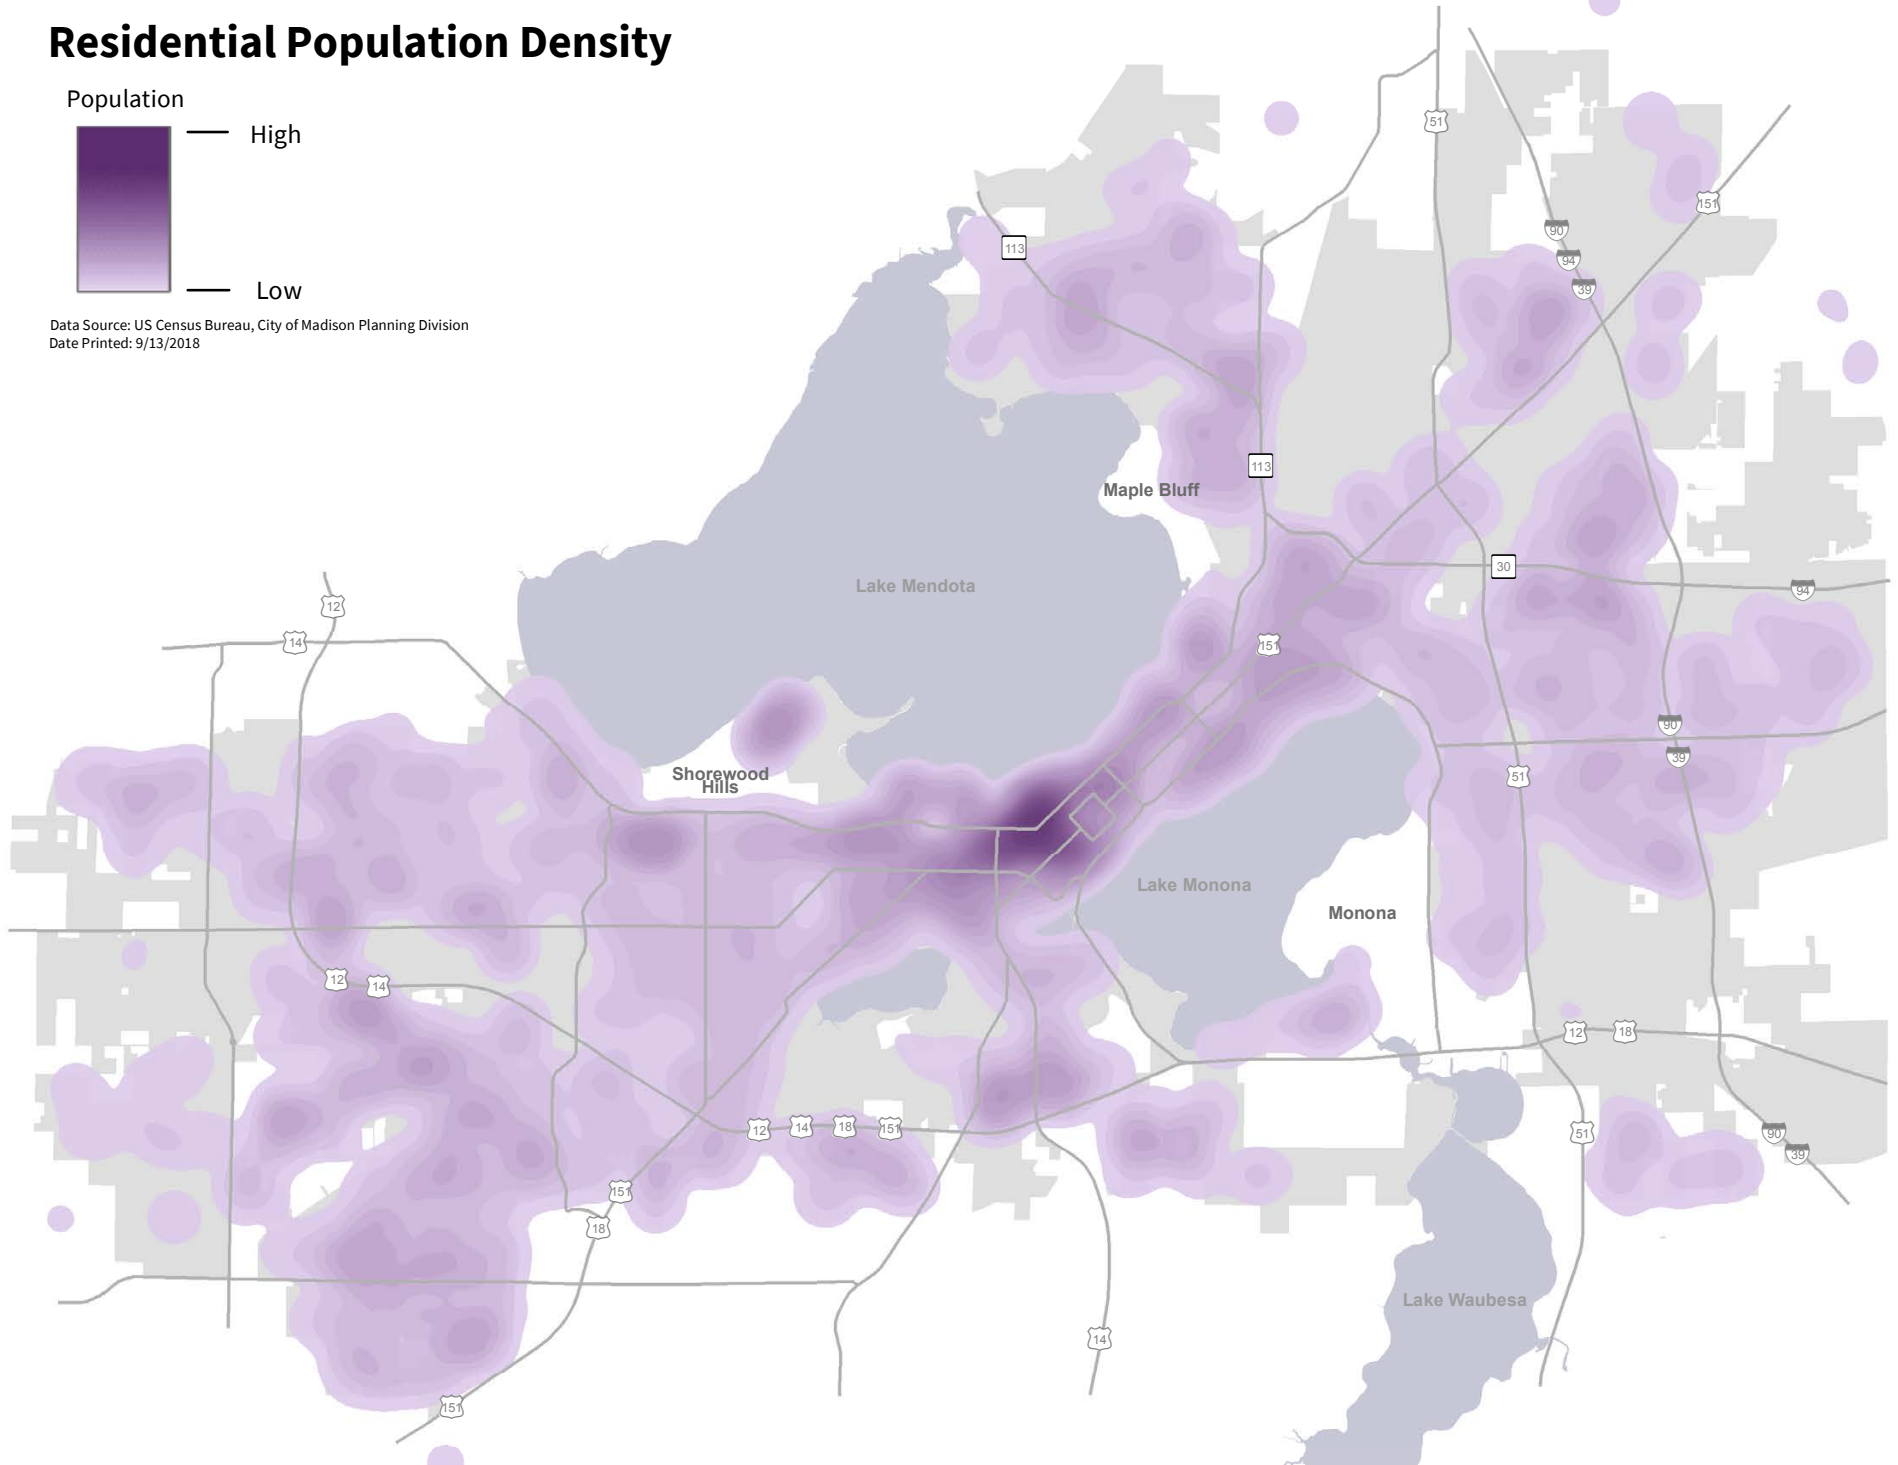 Residential Population Density
Population
High
Low
Data Source: US Census Bureau, City of Madison Planning Division
Date Printed: 9/13/2018
51
151
90
94
39
113
113
Maple Bluff
30
94
Lake Mendota
12
14
151
90
39
51
Shorewood
Hills
Lake Monona
Monona
12
14
12
18
12
14
18
151
51
90
39
151
18
Lake Waubesa
14
151